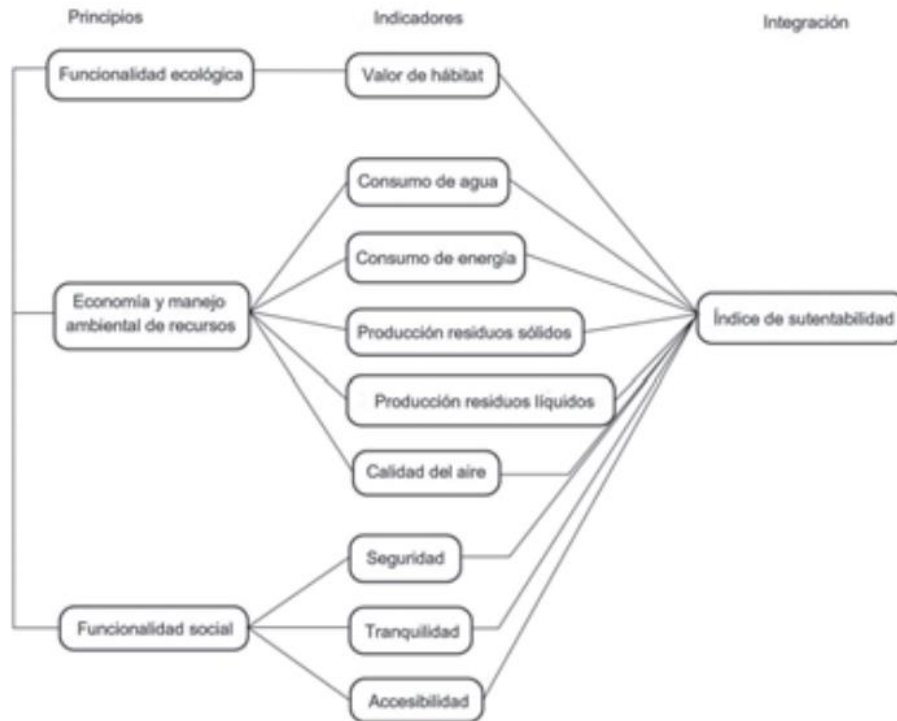 Principios
Indicadores
Integración
Funcionalidad ecológica
Valor de hábitat
Consumo de agua
Consumo de energía
Economía y manejo
ambiental de recursos
Producción residuos sólidos
Índice de sutentabilidad
Producción residuos líquidos
Calidad del aire
Seguridad
Funcionalidad social
Tranquilidad
Accesibilidad